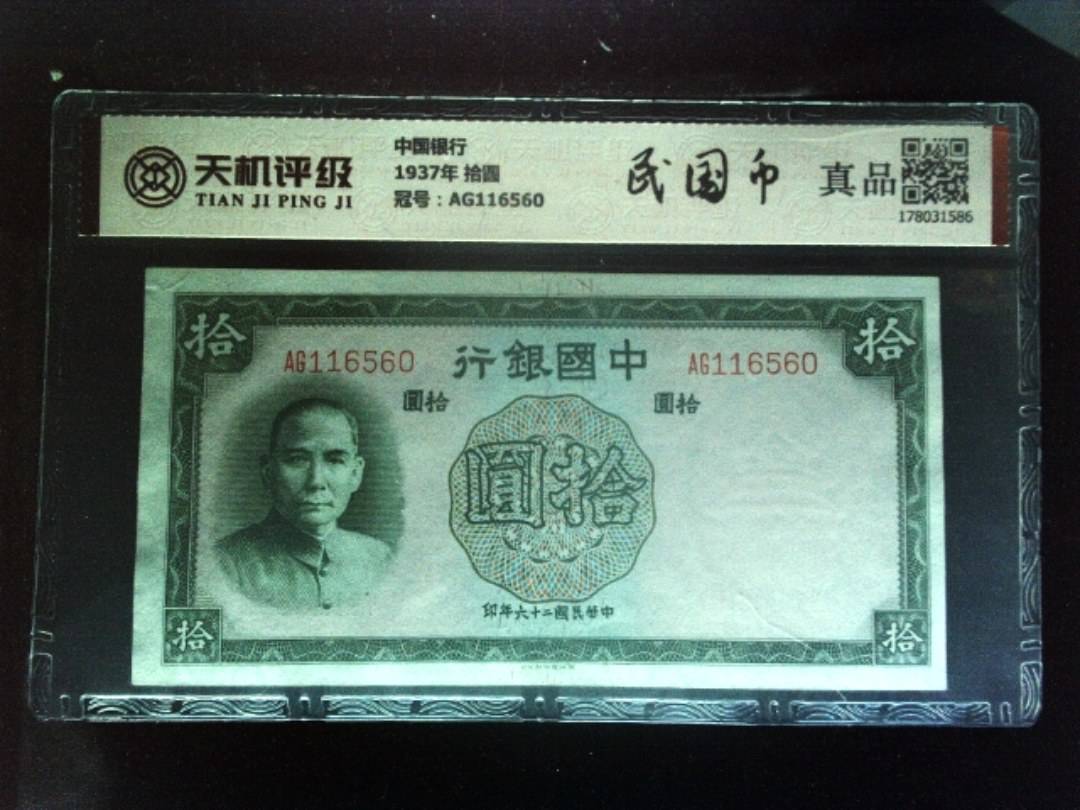 天机评级
TIAN JI PING JI
中国银行
1937年 拾圆
冠号：AG116560
民国币
真品
178031586
拾
拾
AG116560
行銀國中
AG116560
圓拾
圓拾
圓拾
印年六十二國民華中
拾
拾